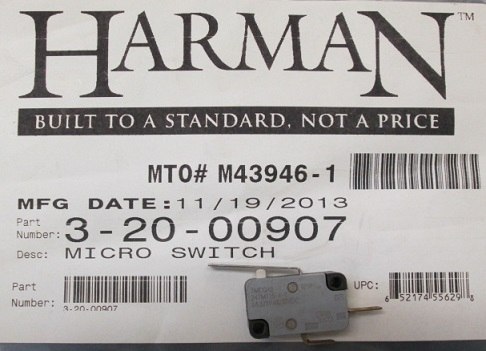 HARMAN™
BUILT TO A STANDARD, NOT A PRICE
MTO# M43946-1
MFG DATE: 11/19/2013
Part Number: 3-20-00907
Desc: MICRO SWITCH
Part Number: 3-20-00907
UPC: 6 52174 55629 8